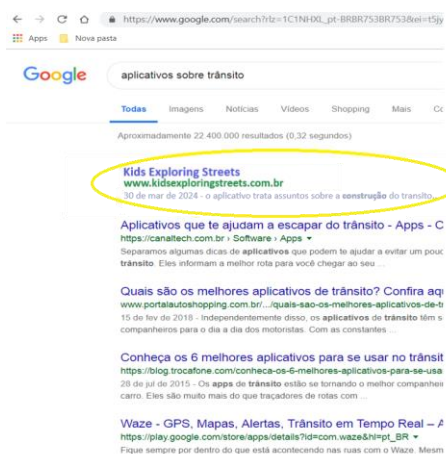 https://www.google.com/search?rlz=1C1NHXL_pt-BRBR753BR753&ei=t5jy
Apps Nova pasta
Google aplicativos sobre trânsito
Todas Imagens Notícias Vídeos Shopping Mais
Aproximadamente 22.400.000 resultados (0,32 segundos)
Kids Exploring Streets
www.kidsexploringstreets.com.br
30 de mar de 2024 - o aplicativo trata assuntos sobre a construção do transito...
Aplicativos que te ajudam a escapar do trânsito - Apps - C
https://canaltech.com.br › Software › Apps
Separamos algumas dicas de aplicativos que podem te ajudar a evitar um pouc
trânsito. Eles informam a melhor rota para você chegar ao seu ...
Quais são os melhores aplicativos de trânsito? Confira aqu
www.portalautoshopping.com.br/.../quais-sao-os-melhores-aplicativos-de-tr
15 de fev de 2018 - Independentemente disso, os aplicativos de trânsito têm s
companheiros para o dia a dia dos motoristas. Com as constantes ...
Conheça os 6 melhores aplicativos para se usar no trânsit
https://blog.trocafone.com/conheca-os-6-melhores-aplicativos-para-se-usa
28 de jul de 2015 - Os apps de trânsito estão se tornando o melhor companhei
carro. Eles são muito mais do que traçadores de rotas com ...
Waze - GPS, Mapas, Alertas, Trânsito em Tempo Real – A
https://play.google.com/store/apps/details?id=com.waze&hl=pt_BR
Fique sempre por dentro do que está acontecendo nas ruas com o Waze. Mesm